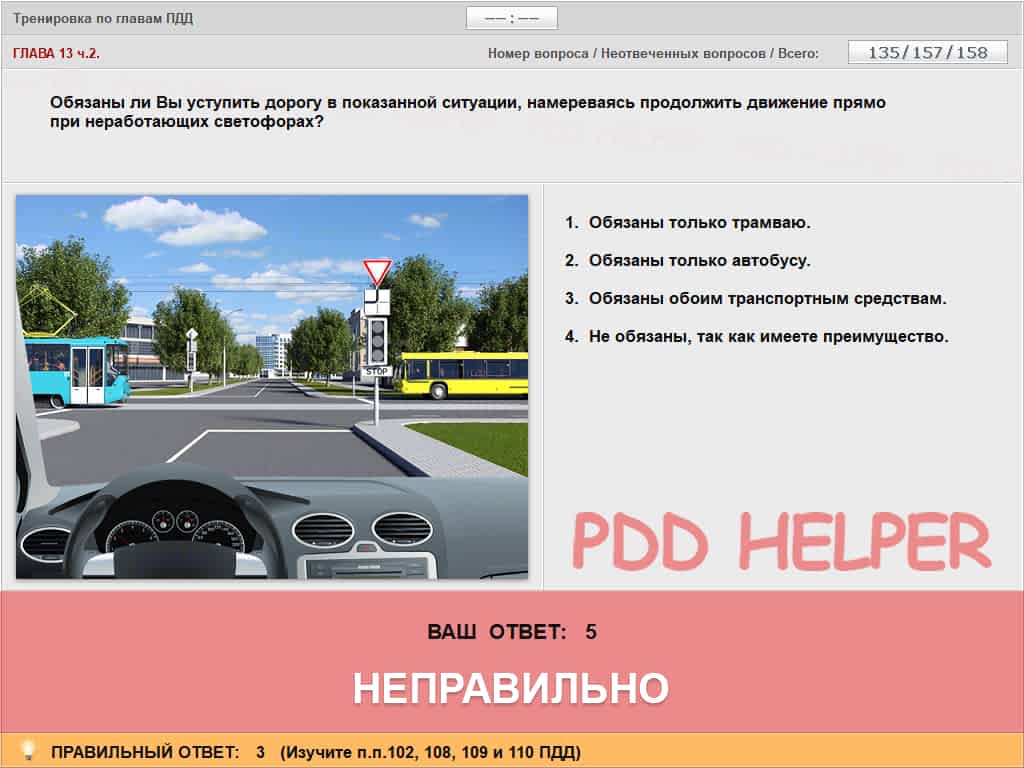 Тренировка по главам ПДД
−− : −−
ГЛАВА 13 ч.2.
Номер вопроса / Неотвеченных вопросов / Всего:
135/157/158
Обязаны ли Вы уступить дорогу в показанной ситуации, намереваясь продолжить движение прямо
при неработающих светофорах?
1. Обязаны только трамваю.
2. Обязаны только автобусу.
3. Обязаны обоим транспортным средствам.
4. Не обязаны, так как имеете преимущество.
STOP
PDD HELPER
ВАШ ОТВЕТ: 5
НЕПРАВИЛЬНО
ПРАВИЛЬНЫЙ ОТВЕТ: 3 (Изучите п.п.102, 108, 109 и 110 ПДД)